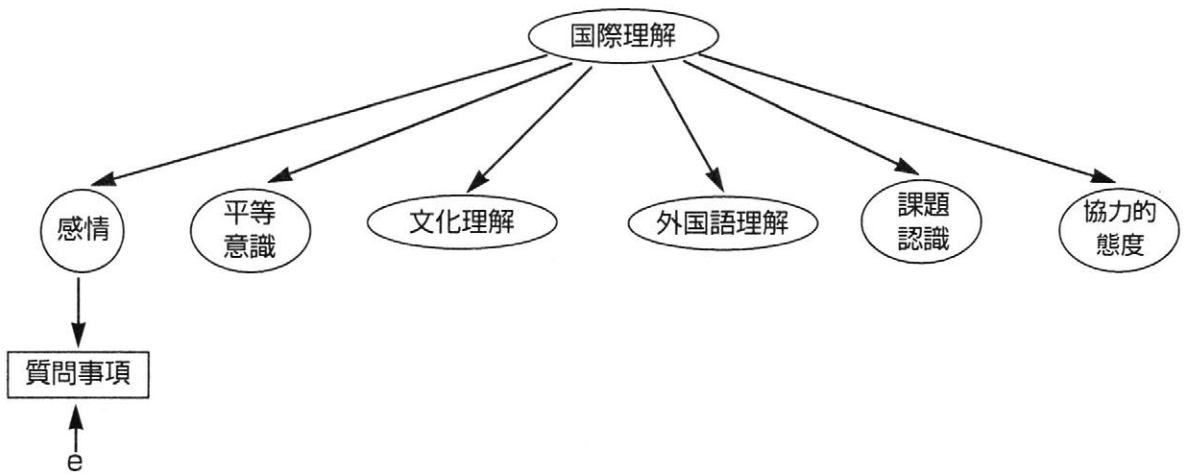 国際理解
感情
平等
意識
文化理解
外国語理解
課題
認識
協力的
態度
質問事項
e